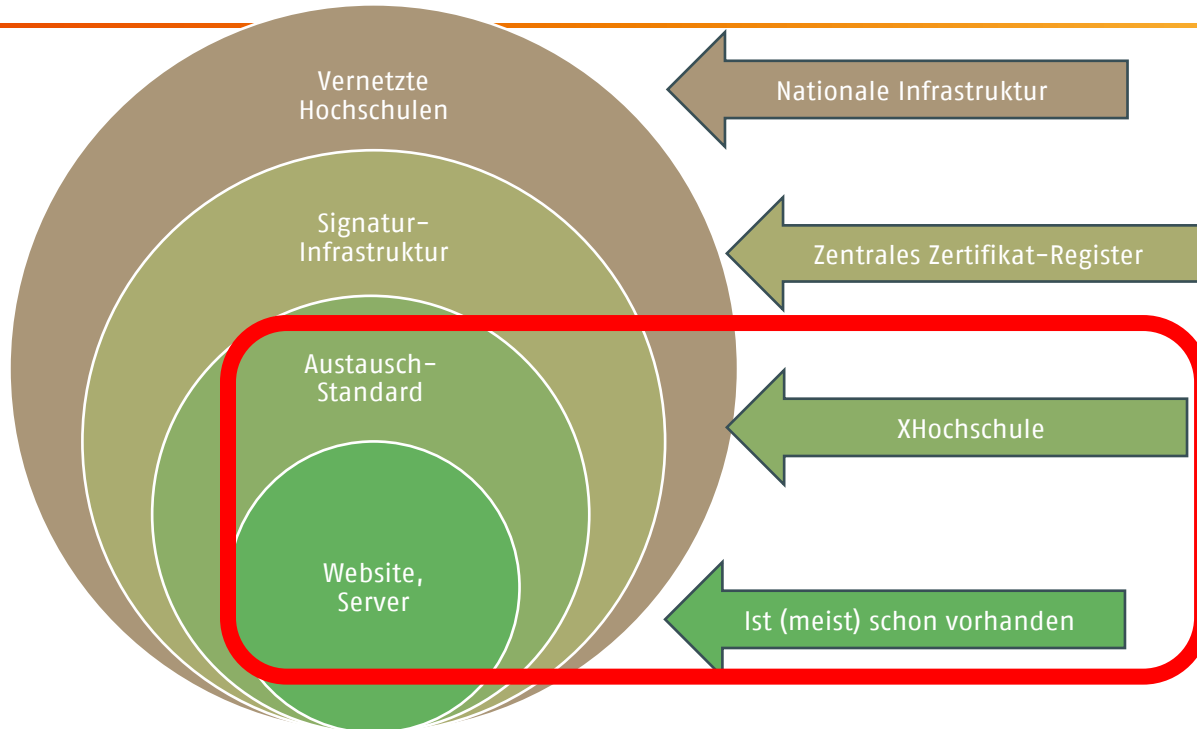 Vernetzte
Hochschulen
Nationale Infrastruktur
Signatur-
Infrastruktur
Zentrales Zertifikat-Register
Austausch-
Standard
XHochschule
Website,
Server
Ist (meist) schon vorhanden